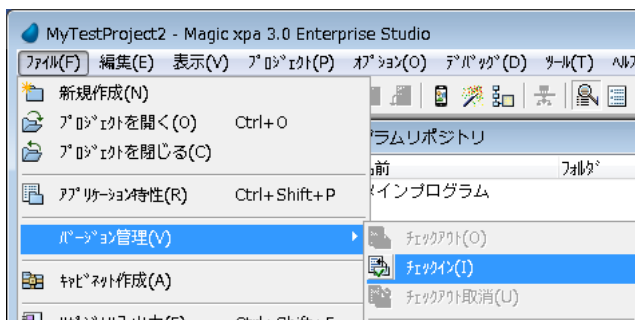 MyTestProject2 - Magic xpa 3.0 Enterprise Studio
ﾌｧｲﾙ(F) 編集(E) 表示(V) ﾌﾟﾛｼﾞｪｸﾄ(P) ｵﾌﾟｼｮﾝ(O) ﾃﾞﾊﾞｯｸﾞ(D) ﾂｰﾙ(T) ﾍﾙﾌ
新規作成(N)
ﾌﾟﾛｼﾞｪｸﾄを開く(O) Ctrl+O
ﾌﾟﾛｼﾞｪｸﾄを閉じる(C)
ｱﾌﾟﾘｹｰｼｮﾝ特性(R) Ctrl+Shift+P
ﾊﾞｰｼﾞｮﾝ管理(V)
ｷｬﾋﾞﾈｯﾄ作成(A)
ラムリポジトリ
前 ﾌｫﾙﾀﾞ
インプログラム
ﾁｪｯｸｱｳﾄ(O)
ﾁｪｯｸｲﾝ(I)
ﾁｪｯｸｱｳﾄ取消(U)